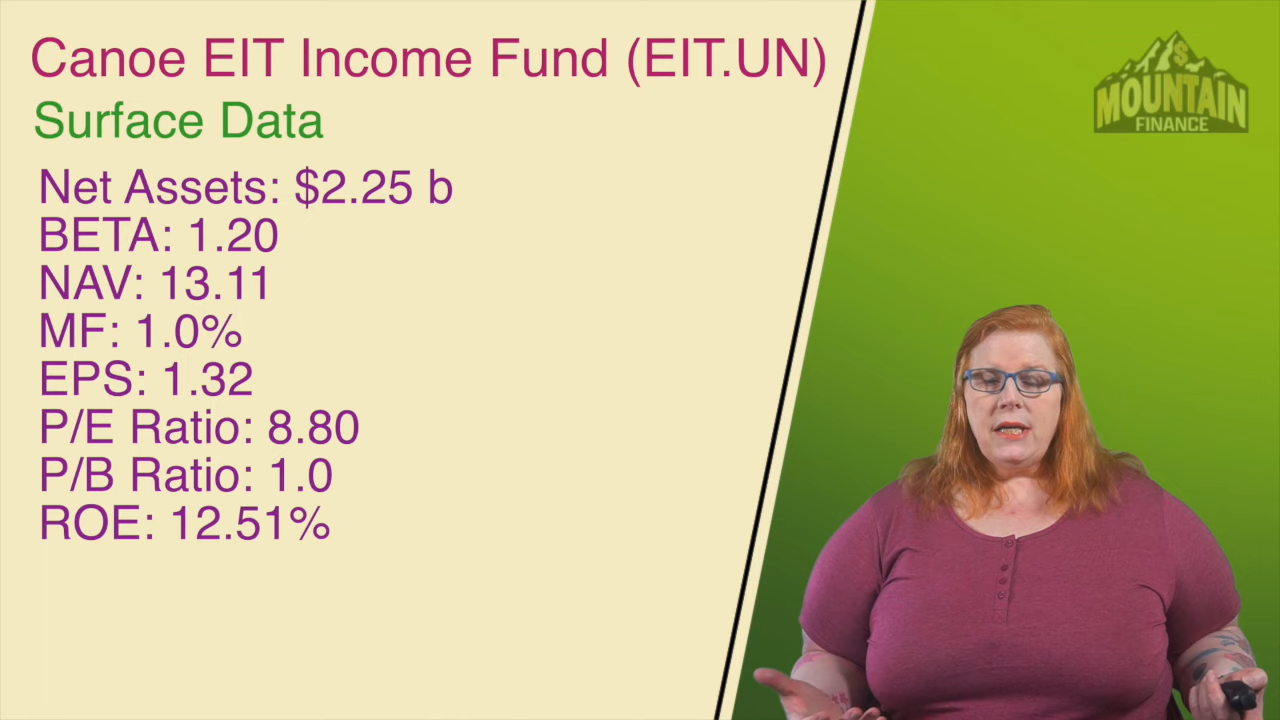 Canoe EIT Income Fund (EIT.UN)
Surface Data
Net Assets: $2.25 b
BETA: 1.20
NAV: 13.11
MF: 1.0%
EPS: 1.32
P/E Ratio: 8.80
P/B Ratio: 1.0
ROE: 12.51%
$
MOUNTAIN
FINANCE